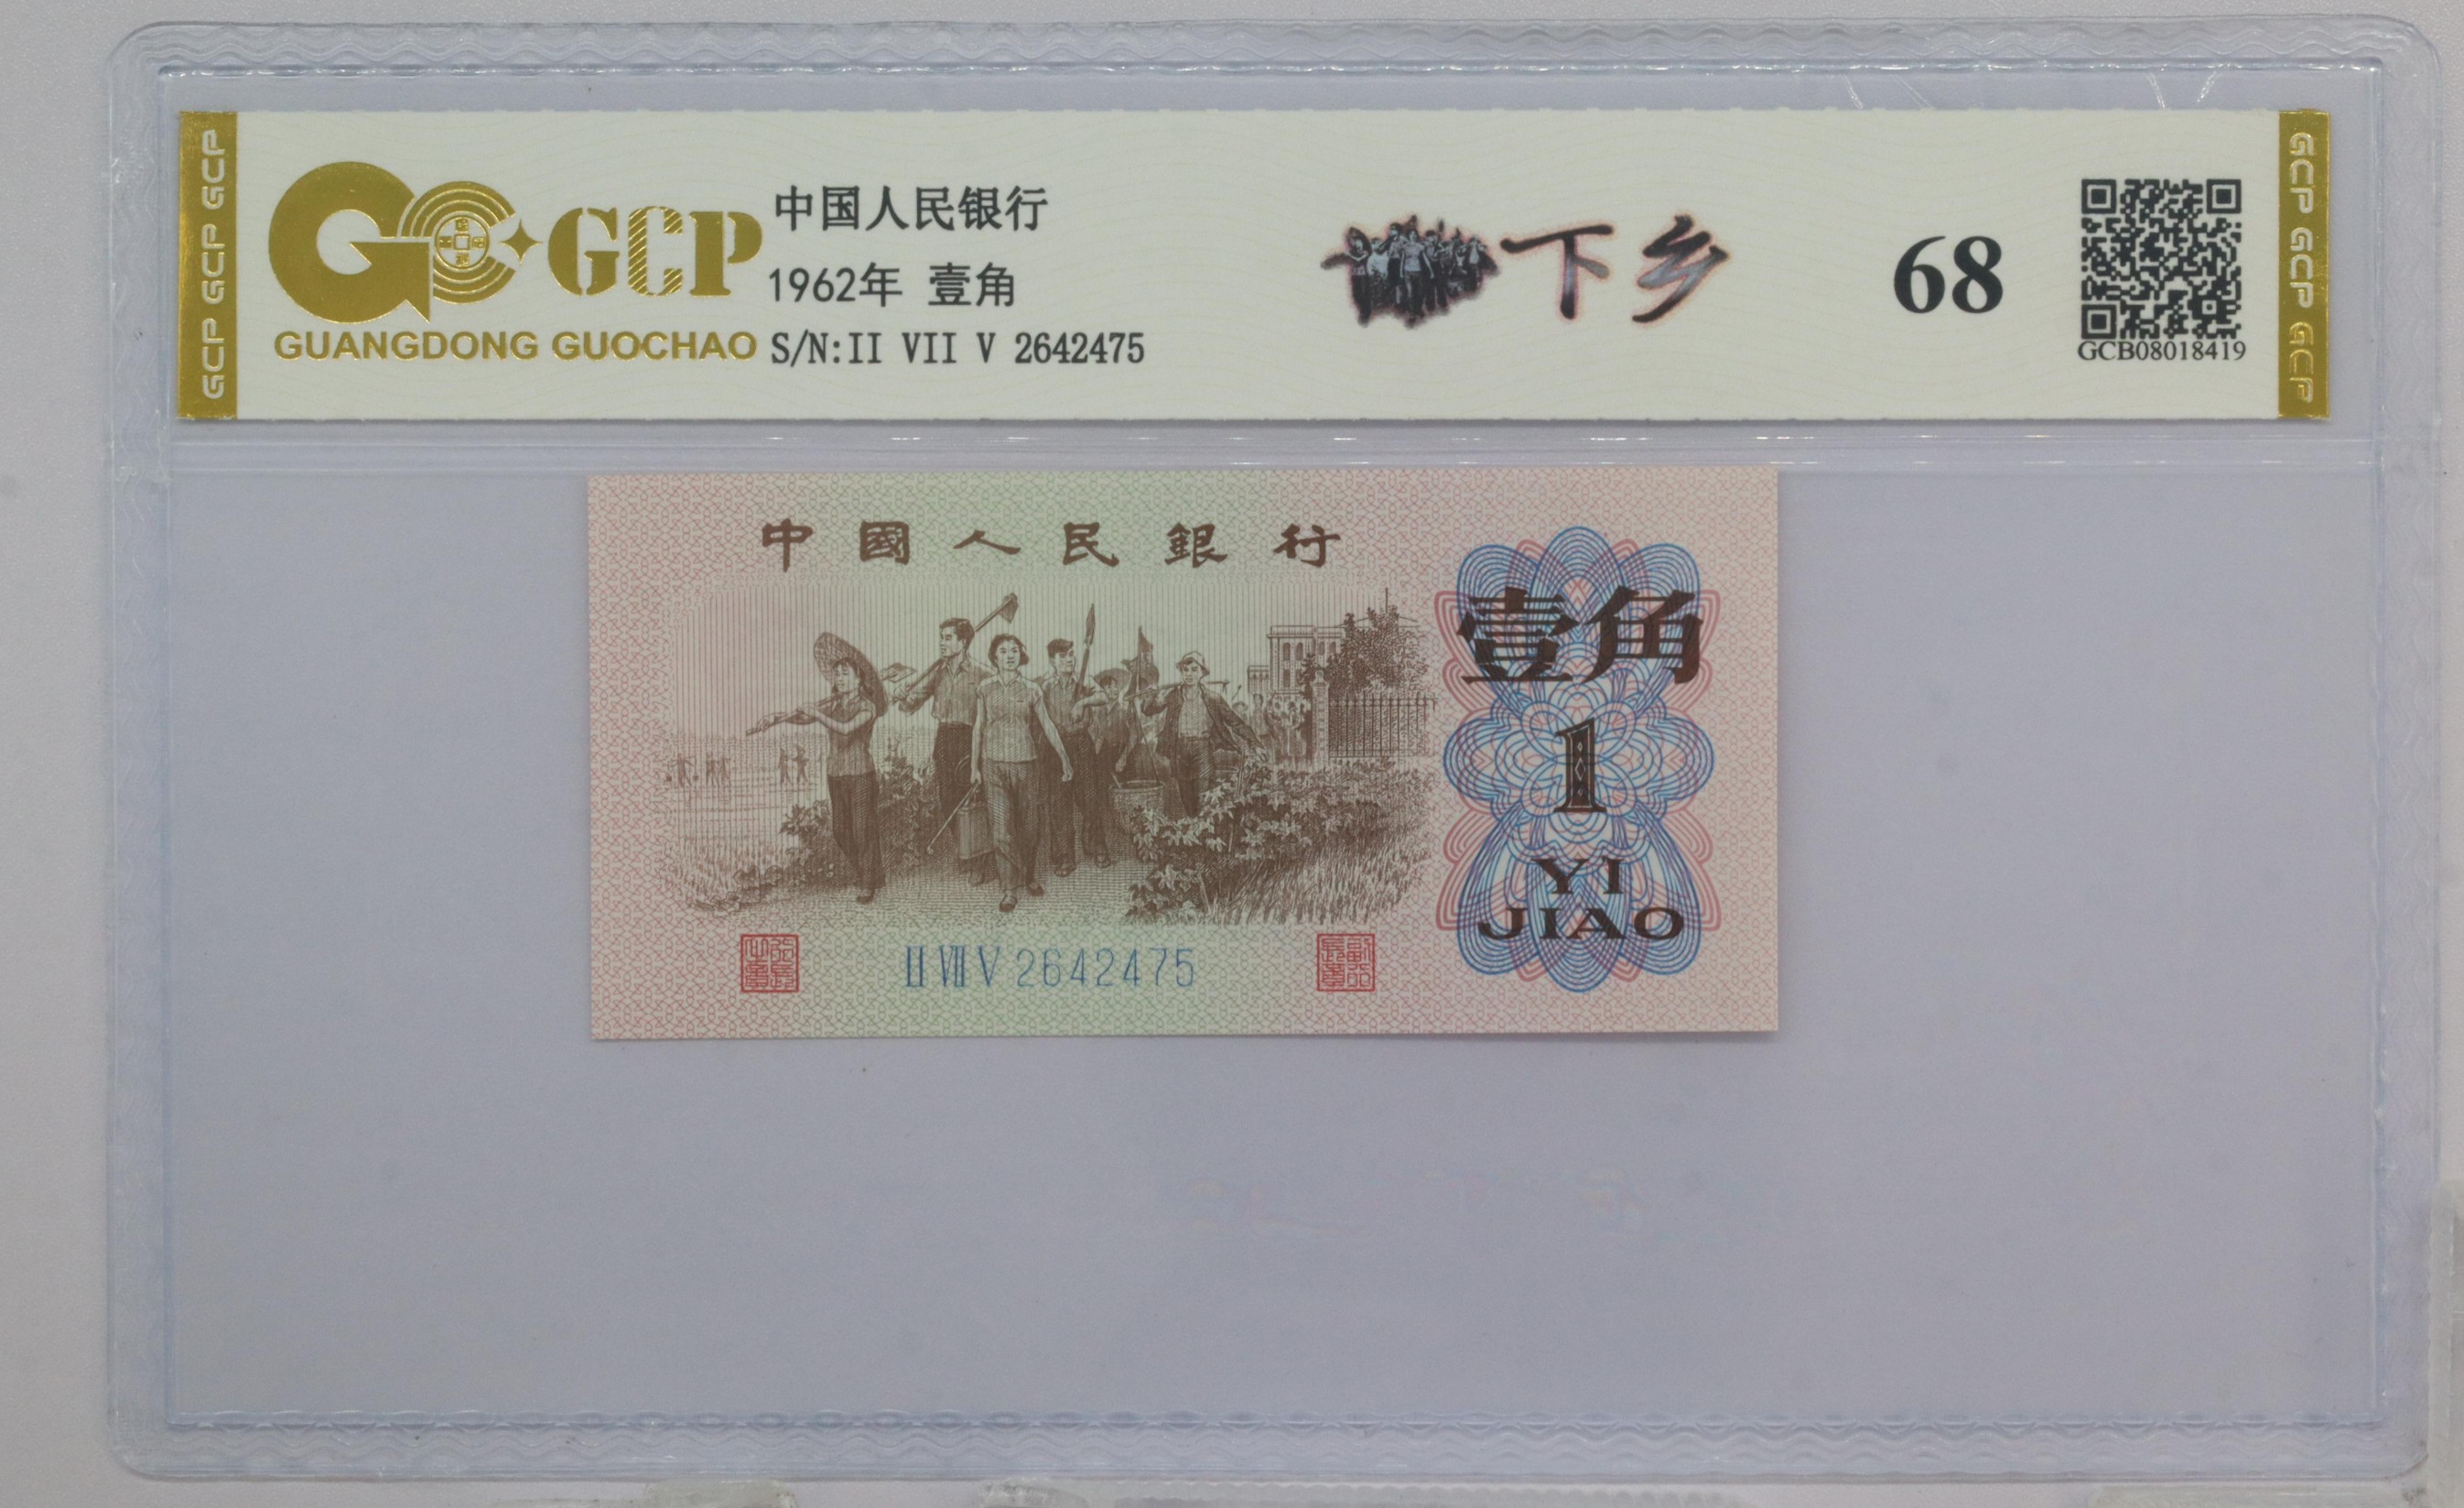 GCP GCP GCP
GCP
GUANGDONG GUOCHAO
中国人民银行
1962年 壹角
S/N:II VII V 2642475
下乡
68
GCB08018419
GCP GCP GCP
中國人民銀行
壹角
1
YI
JIAO
II VII V 2642475